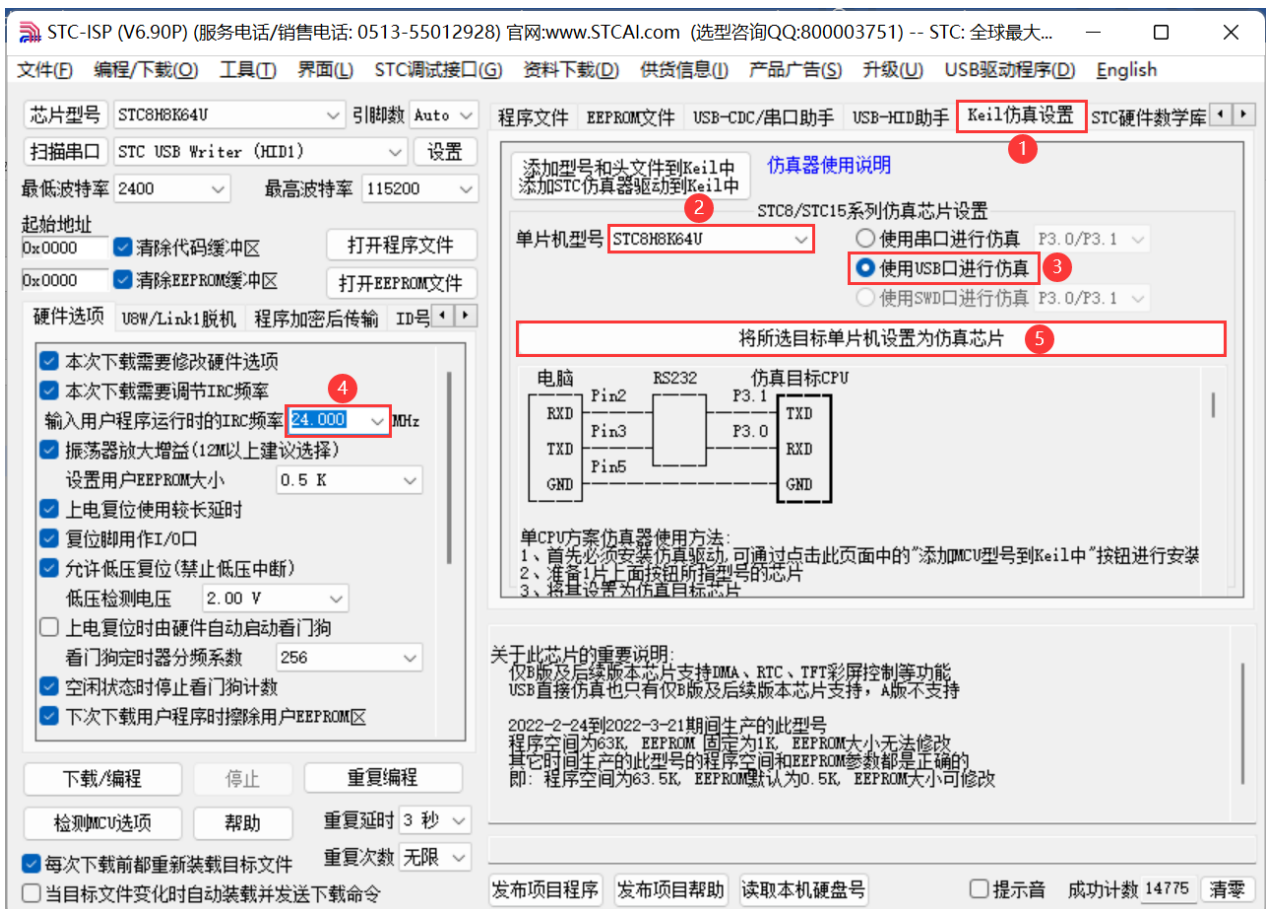 STC-ISP (V6.90P) (服务电话/销售电话: 0513-55012928) 官网:www.STCAI.com (选型咨询QQ:800003751) -- STC: 全球最大...
文件(F) 编程/下载(O) 工具(T) 界面(L) STC调试接口(G) 资料下载(D) 供货信息(I) 产品广告(S) 升级(U) USB驱动程序(D) English
芯片型号 STC8H8K64U 引脚数 Auto
扫描串口 STC USB Writer (HID1) 设置
最低波特率 2400 最高波特率 115200
起始地址
0x0000 清除代码缓冲区 打开程序文件
0x0000 清除EEPROM缓冲区 打开EEPROM文件
硬件选项 U8W/Link1脱机 程序加密后传输 ID号
本次下载需要修改硬件选项
本次下载需要调节IRC频率
4
输入用户程序运行时的IRC频率 24.000 MHz
振荡器放大增益(12M以上建议选择)
设置用户EEPROM大小 0.5 K
上电复位使用较长延时
复位脚用作I/O口
允许低压复位(禁止低压中断)
低压检测电压 2.00 V
上电复位时由硬件自动启动看门狗
看门狗定时器分频系数 256
空闲状态时停止看门狗计数
下次下载用户程序时擦除用户EEPROM区
下载/编程 停止 重复编程
检测MCU选项 帮助 重复延时 3 秒
每次下载前都重新装载目标文件 重复次数 无限
当目标文件变化时自动装载并发送下载命令
程序文件 EEPROM文件 USB-CDC/串口助手 USB-HID助手 Keil仿真设置 STC硬件数学库
1
添加型号和头文件到Keil中
添加STC仿真器驱动到Keil中
仿真器使用说明
2
STC8/STC15系列仿真芯片设置
单片机型号 STC8H8K64U 使用串口进行仿真 P3.0/P3.1
使用USB口进行仿真 3
使用SWD口进行仿真 P3.0/P3.1
将所选目标单片机设置为仿真芯片 5
电脑 RS232 仿真目标CPU
Pin2 P3.1
RXD TXD
Pin3 P3.0
TXD RXD
Pin5
GND GND
单CPU方案仿真器使用方法:
1、首先必须安装仿真驱动,可通过点击此页面中的"添加MCU型号到Keil中"按钮进行安装
2、准备1片上面按钮所指型号的芯片
3、将其设置为仿真目标芯片
关于此芯片的重要说明:
仅B版及后续版本芯片支持DMA、RTC、TFT彩屏控制等功能
USB直接仿真也只有仅B版及后续版本芯片支持，A版不支持
2022-2-24到2022-3-21期间生产的此型号
程序空间为63K, EEPROM 固定为1K, EEPROM大小无法修改
其它时间生产的此型号的程序空间和EEPROM参数都是正确的
即: 程序空间为63.5K, EEPROM默认为0.5K, EEPROM大小可修改
发布项目程序 发布项目帮助 读取本机硬盘号 提示音 成功计数 14775 清零